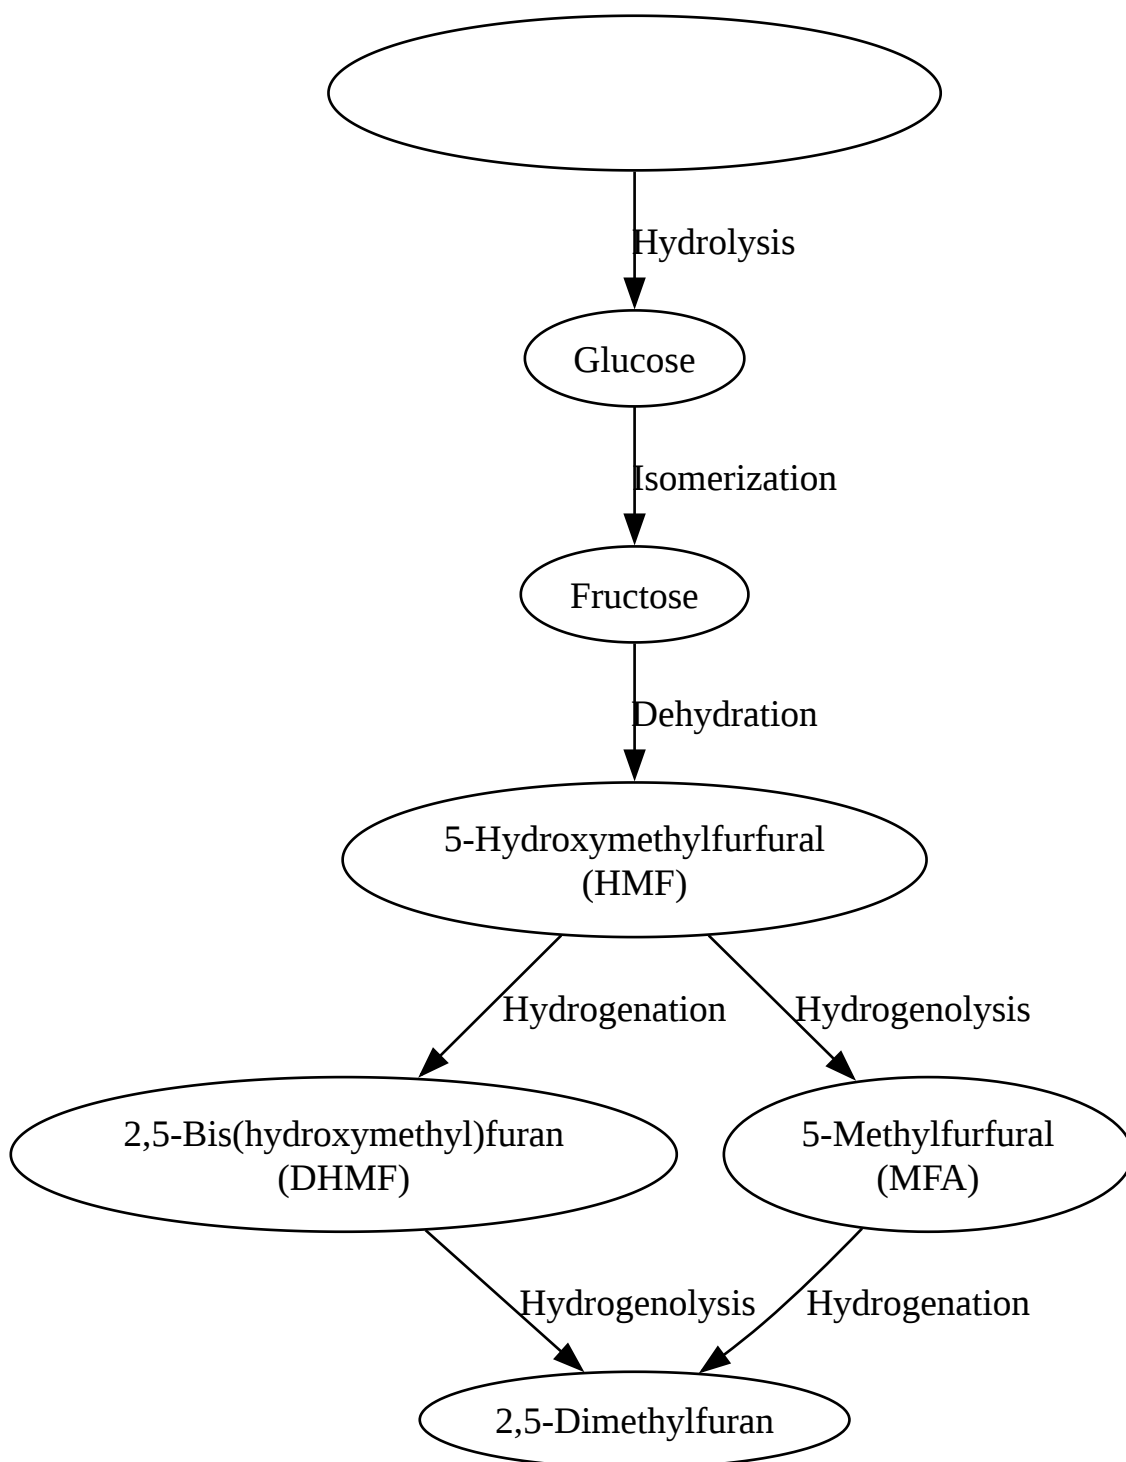 Hydrolysis
Glucose
Isomerization
Fructose
Dehydration
5-Hydroxymethylfurfural
(HMF)
Hydrogenation
Hydrogenolysis
2,5-Bis(hydroxymethyl)furan
(DHMF)
5-Methylfurfural
(MFA)
Hydrogenolysis
Hydrogenation
2,5-Dimethylfuran